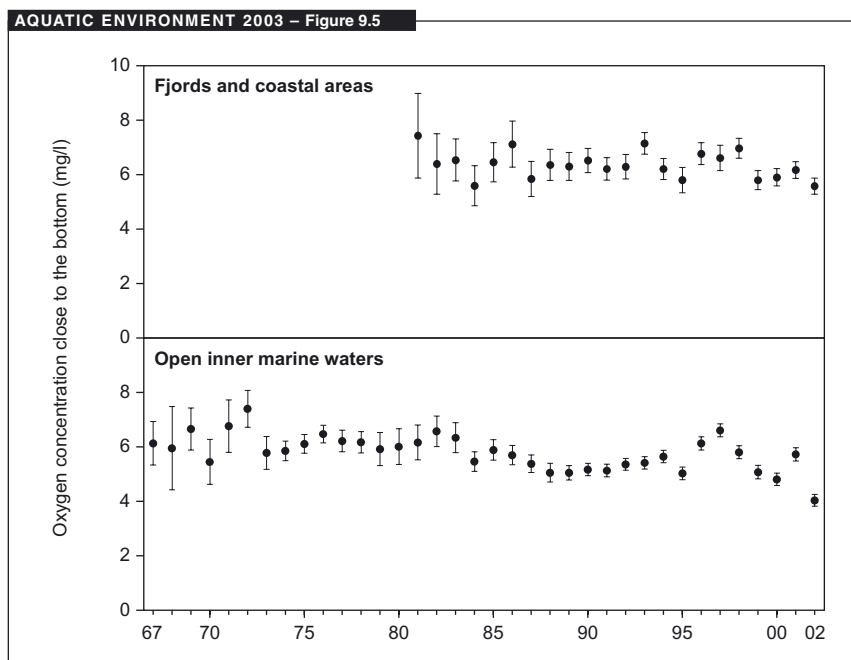 AQUATIC ENVIRONMENT 2003 – Figure 9.5
Oxygen concentration close to the bottom (mg/l)
Fjords and coastal areas
10
8
6
4
2
0
Open inner marine waters
8
6
4
2
0
67 70 75 80 85 90 95 00 02